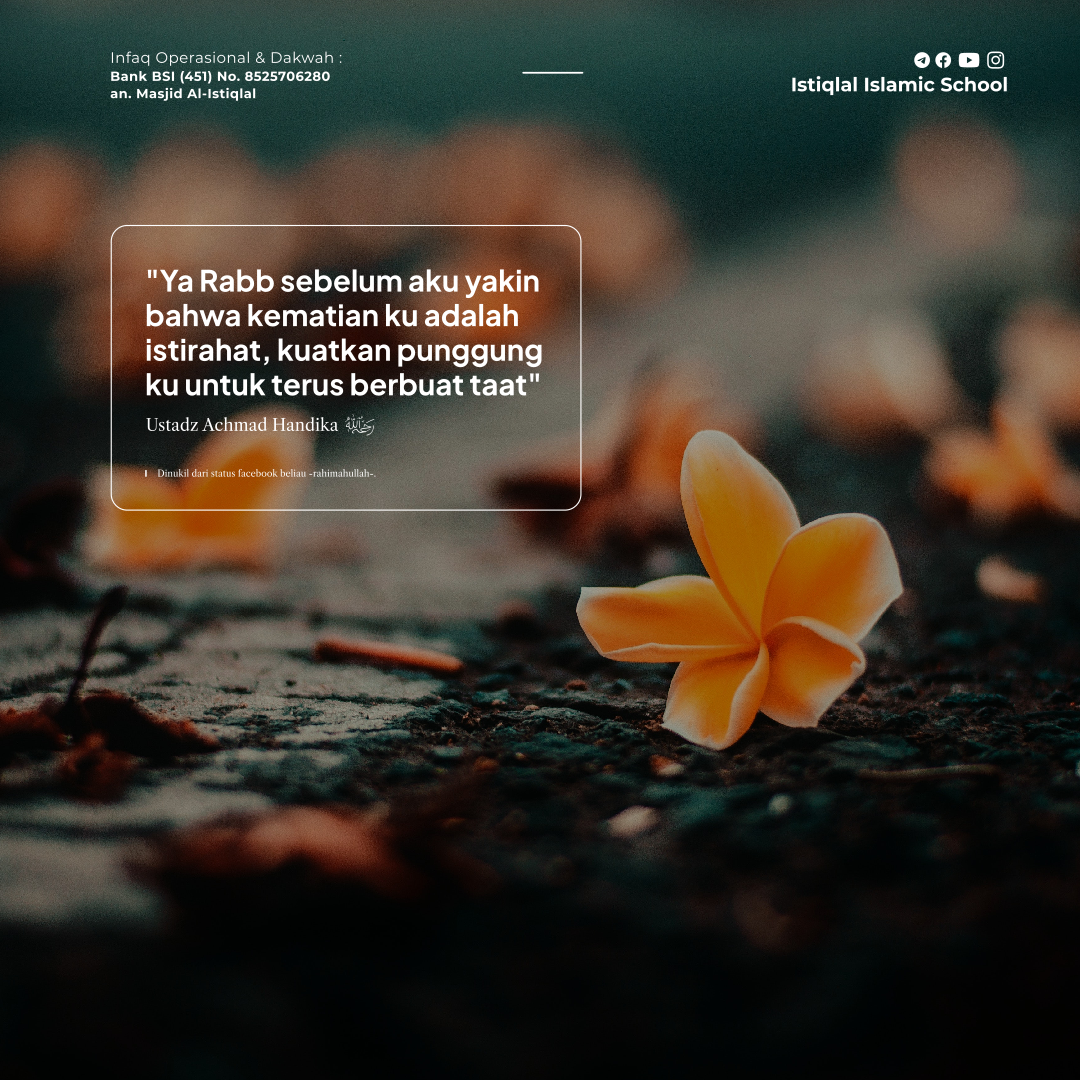 Infaq Operasional & Dakwah :
Bank BSI (451) No. 8525706280
an. Masjid Al-Istiqlal
Istiqlal Islamic School
"Ya Rabb sebelum aku yakin
bahwa kematian ku adalah
istirahat, kuatkan punggung
ku untuk terus berbuat taat"
Ustadz Achmad Handika رحمه الله
Dinukil dari status facebook beliau -rahimahullah-.